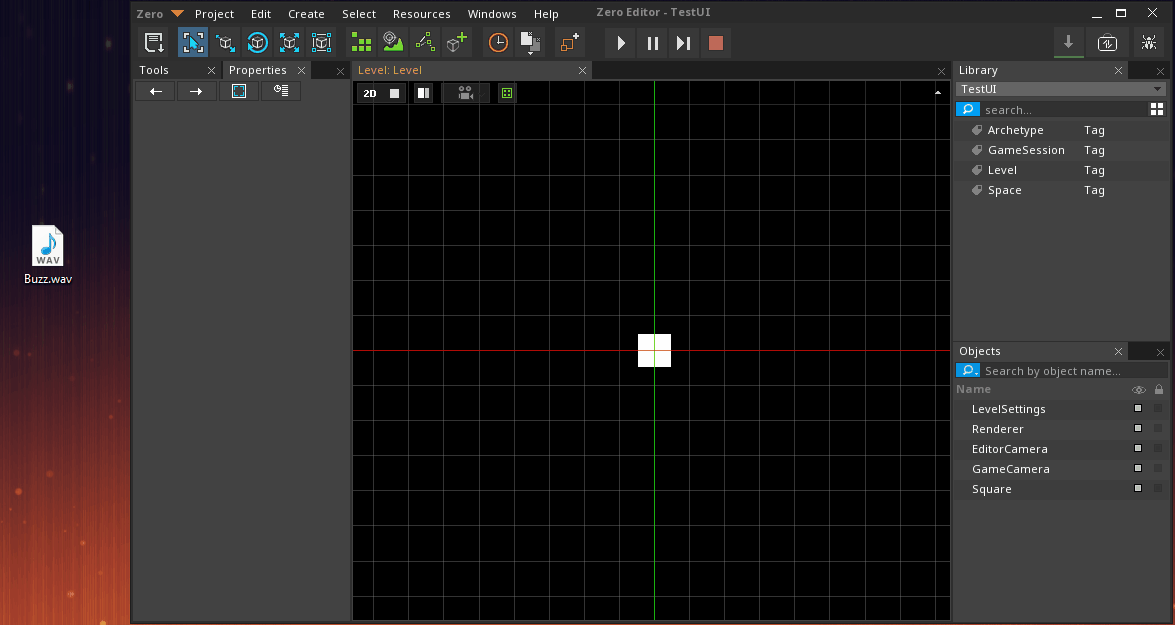 Zero Project Edit Create Select Resources Windows Help Zero Editor - TestUI
Tools Properties Level: Level Library
2D
TestUI
search...
Archetype Tag
GameSession Tag
Level Tag
Space Tag
WAV
Buzz.wav
Objects
Search by object name...
Name
LevelSettings
Renderer
EditorCamera
GameCamera
Square